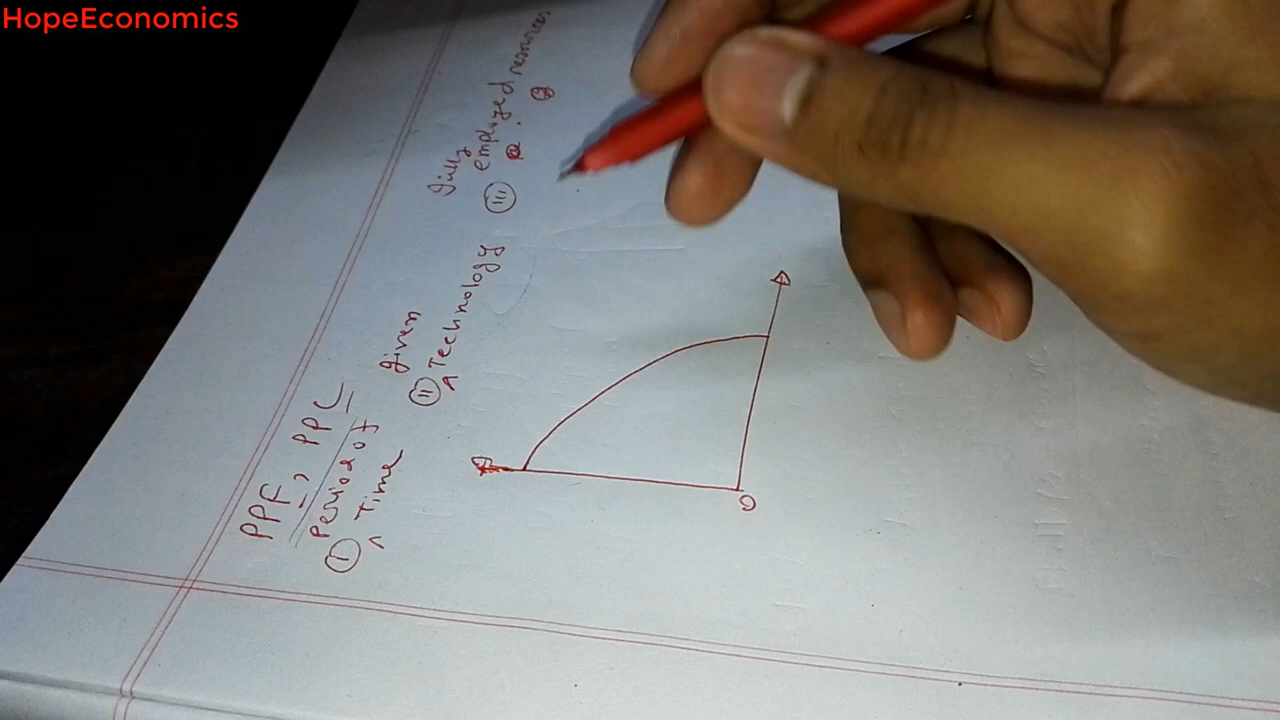 HopeEconomics
PPF, PPC
I Period of
Time
II given
Technology
III fully
employed resources
O